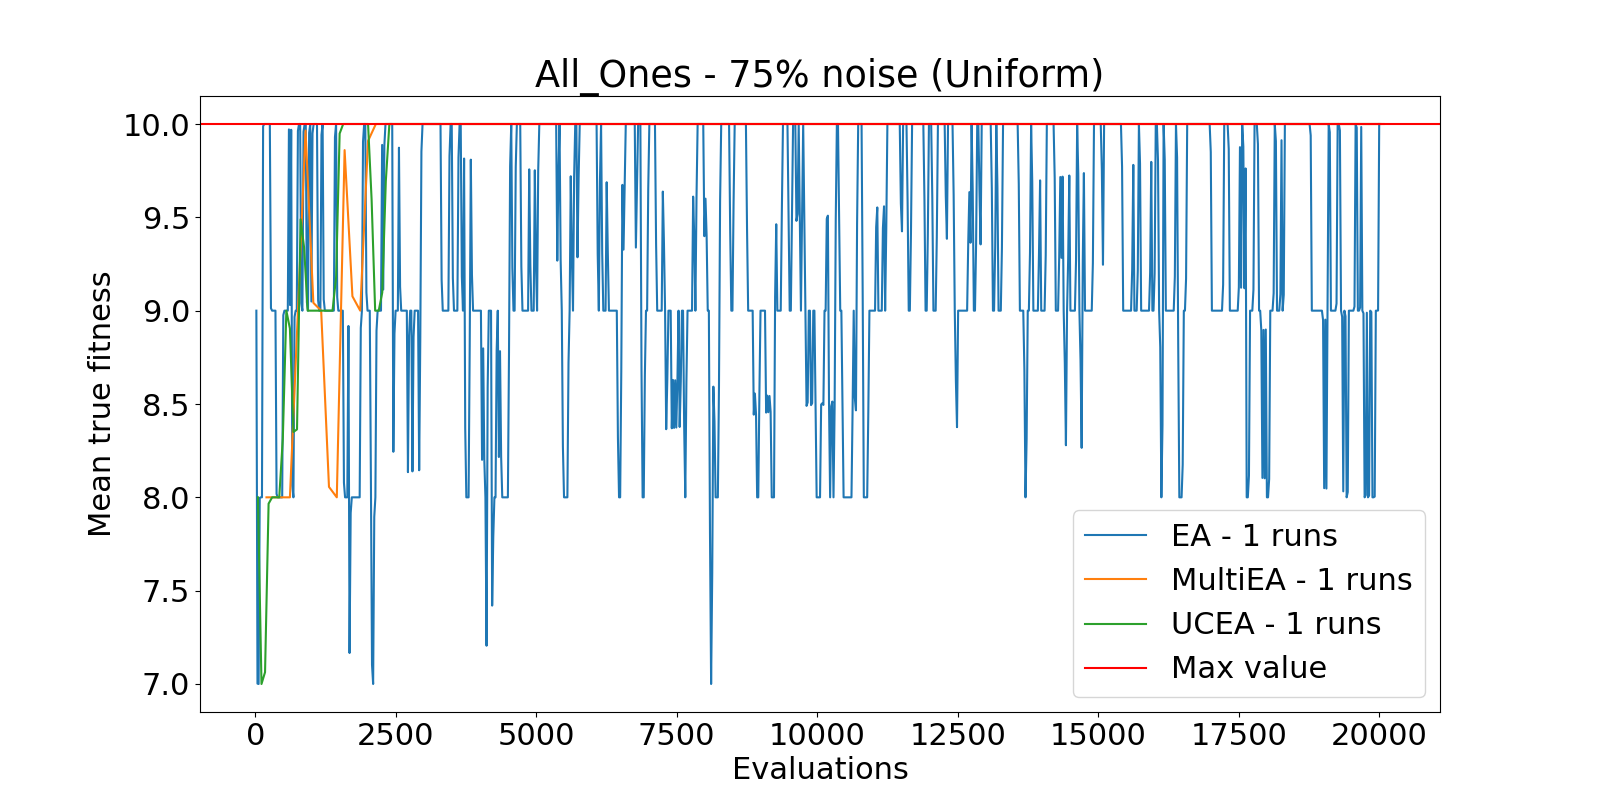 All_Ones - 75% noise (Uniform)
Mean true fitness
10.0
9.5
9.0
8.5
8.0
7.5
7.0
EA - 1 runs
MultiEA - 1 runs
UCEA - 1 runs
Max value
0 2500 5000 7500 10000 12500 15000 17500 20000
Evaluations